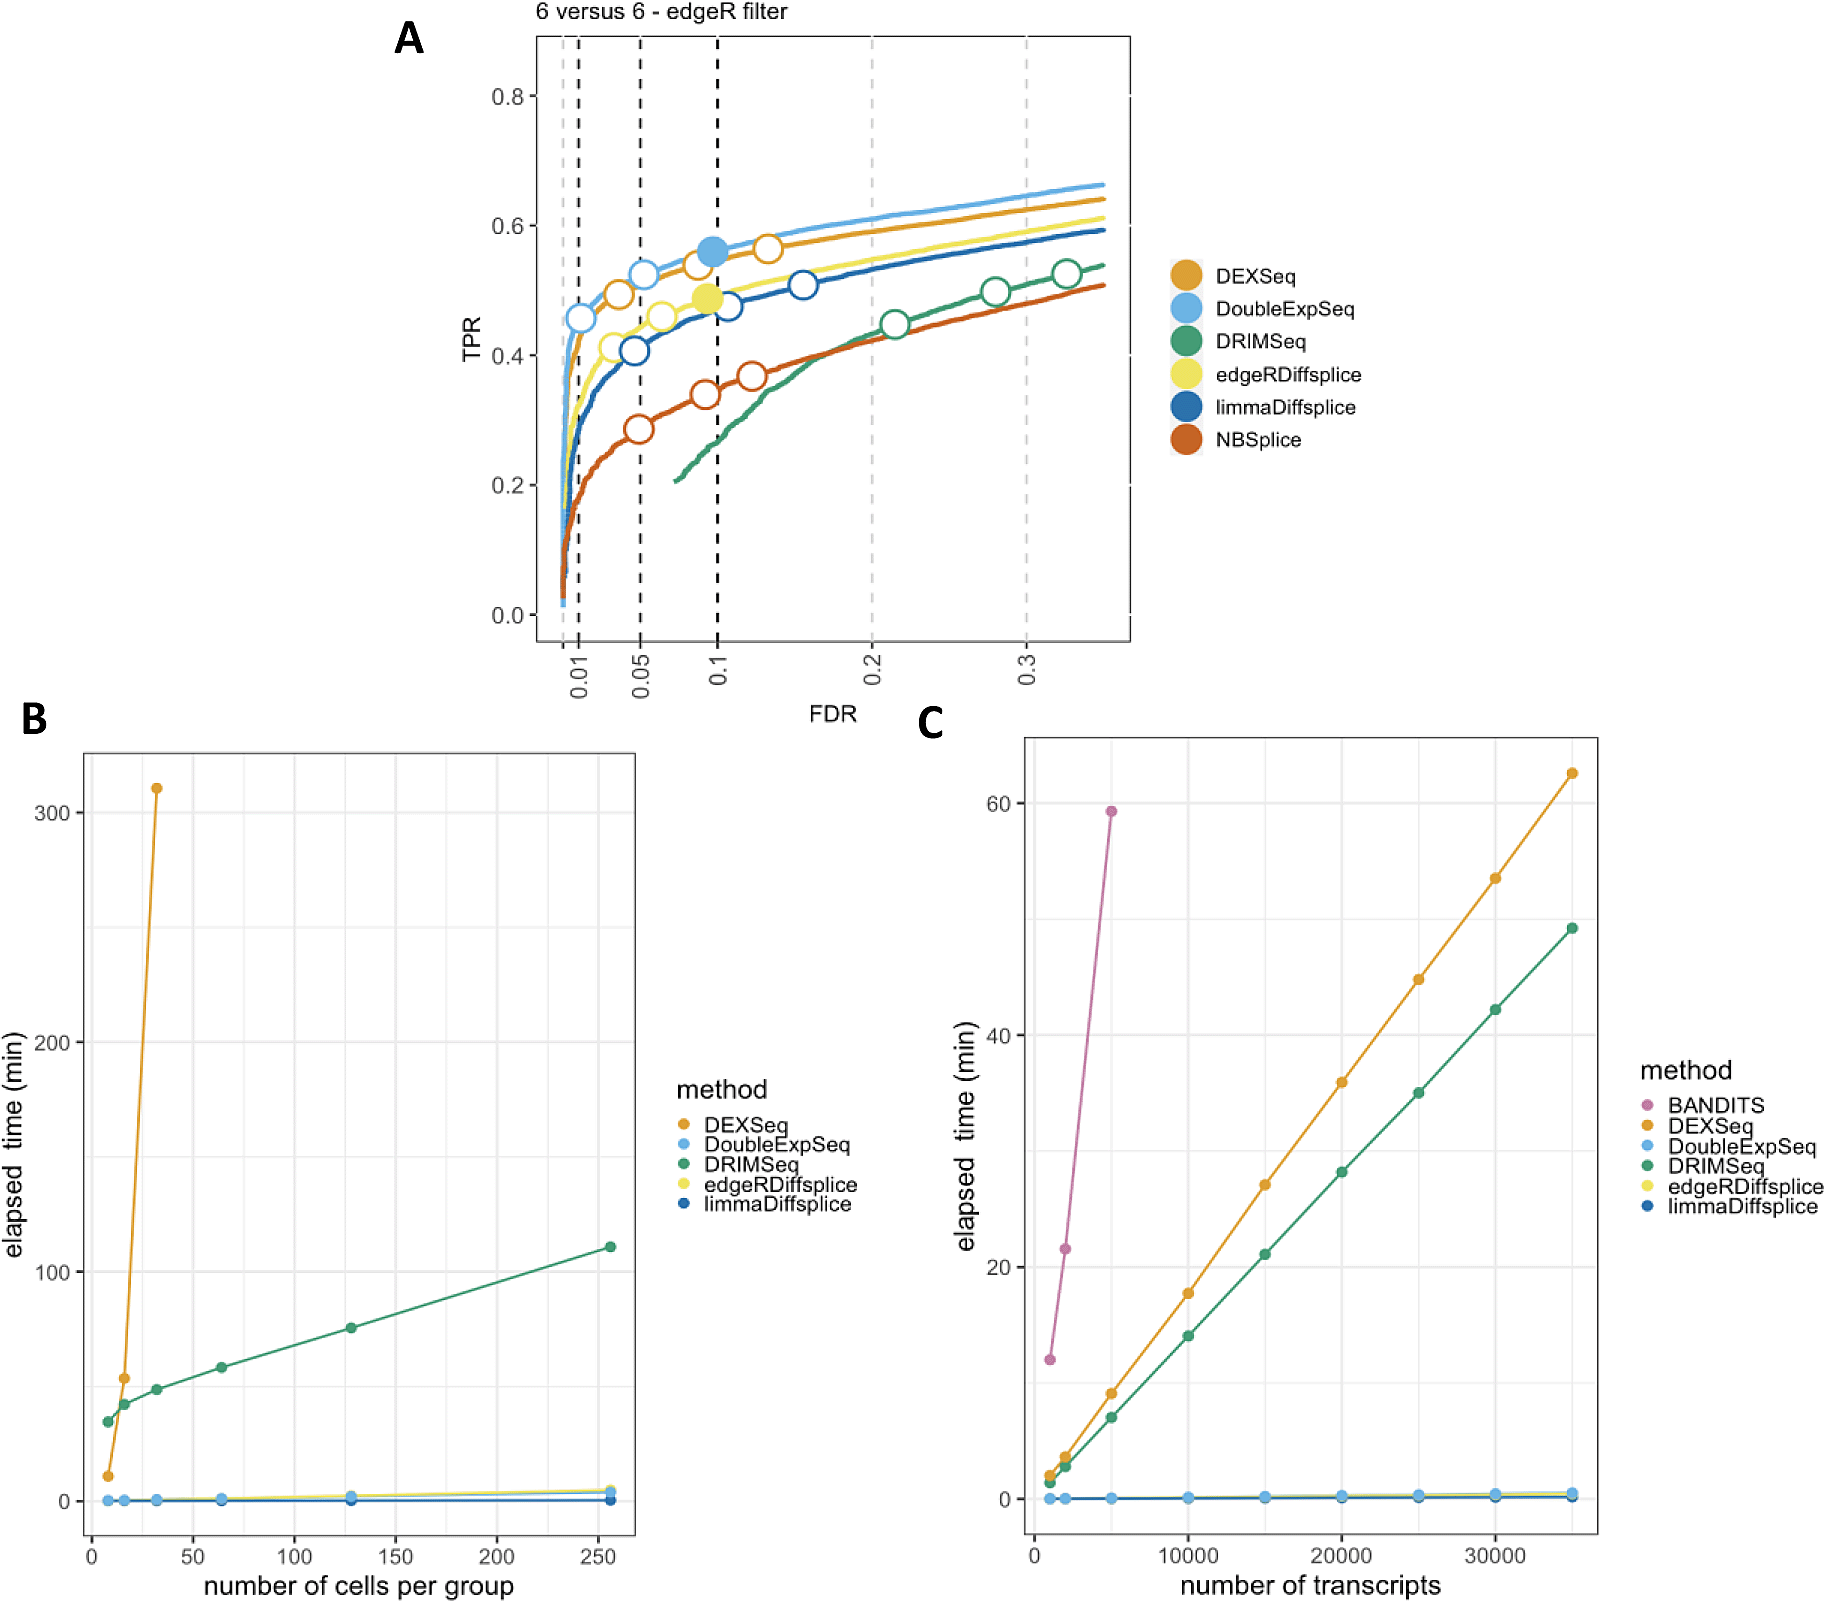 A
6 versus 6 - edgeR filter
TPR
0.8
0.6
0.4
0.2
0.0
0.01
0.05
0.1
0.2
0.3
FDR
DEXSeq
DoubleExpSeq
DRIMSeq
edgeRDiffsplice
limmaDiffsplice
NBSplice
B
elapsed time (min)
300
200
100
0
0 50 100 150 200 250
number of cells per group
method
DEXSeq
DoubleExpSeq
DRIMSeq
edgeRDiffsplice
limmaDiffsplice
C
elapsed time (min)
60
40
20
0
0 10000 20000 30000
number of transcripts
method
BANDITS
DEXSeq
DoubleExpSeq
DRIMSeq
edgeRDiffsplice
limmaDiffsplice